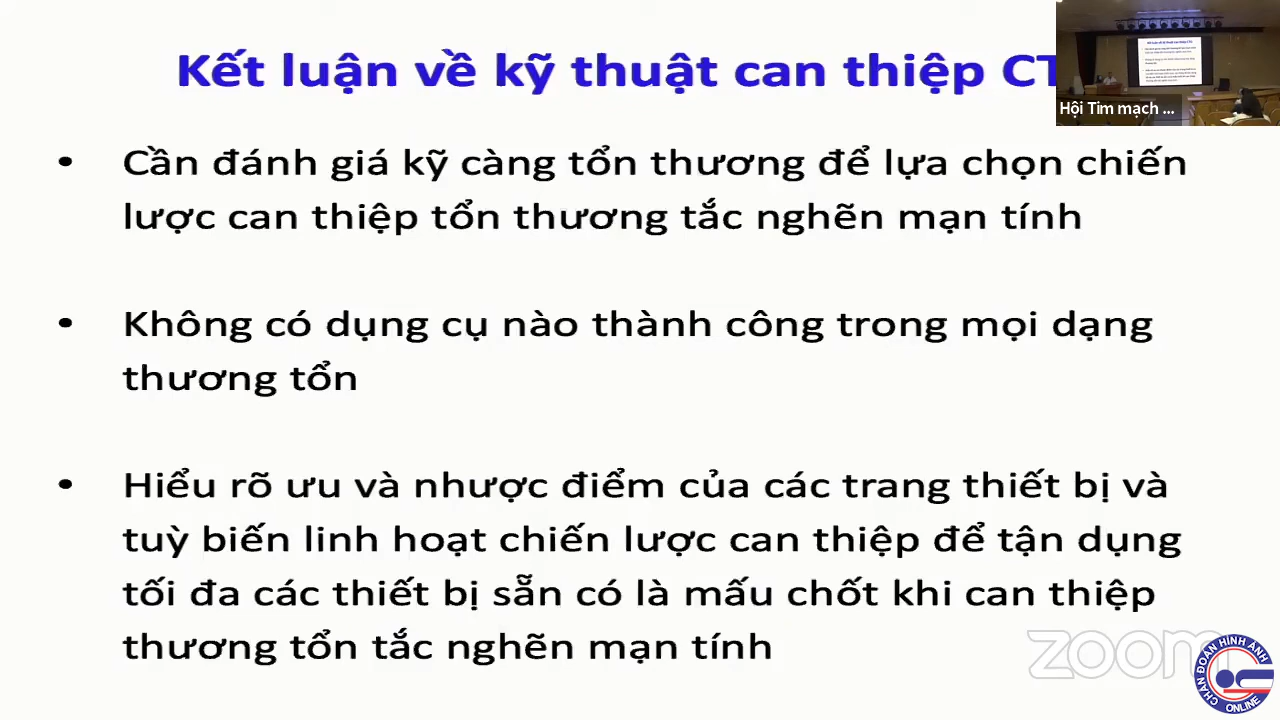 Kết luận về kỹ thuật can thiệp CT
Hội Tim mạch ...
• Cần đánh giá kỹ càng tổn thương để lựa chọn chiến
lược can thiệp tổn thương tắc nghẽn mạn tính
• Không có dụng cụ nào thành công trong mọi dạng
thương tổn
• Hiểu rõ ưu và nhược điểm của các trang thiết bị và
tuỳ biến linh hoạt chiến lược can thiệp để tận dụng
tối đa các thiết bị sẵn có là mấu chốt khi can thiệp
thương tổn tắc nghẽn mạn tính
zoom
CHẨN ĐOÁN HÌNH ẢNH
ONLINE